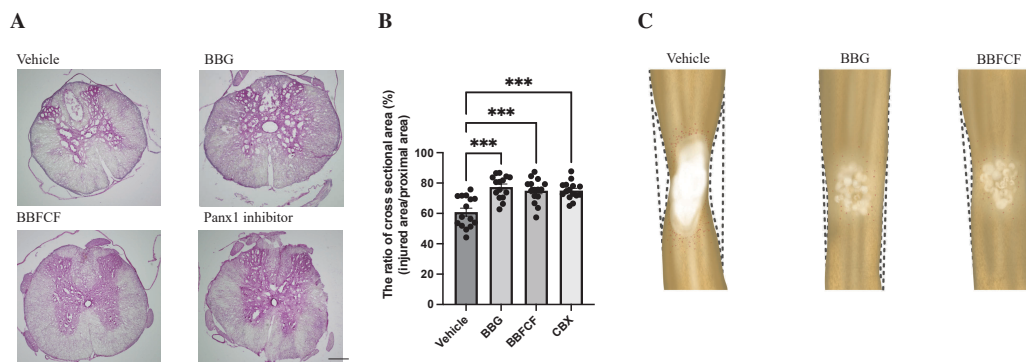 A
Vehicle
BBG
BBFCF
Panx1 inhibitor
B
The ratio of cross sectional area (%)
(injured area/proximal area)
***
***
***
100
80
60
40
20
0
Vehicle
BBG
BBFCF
CBX
C
Vehicle
BBG
BBFCF